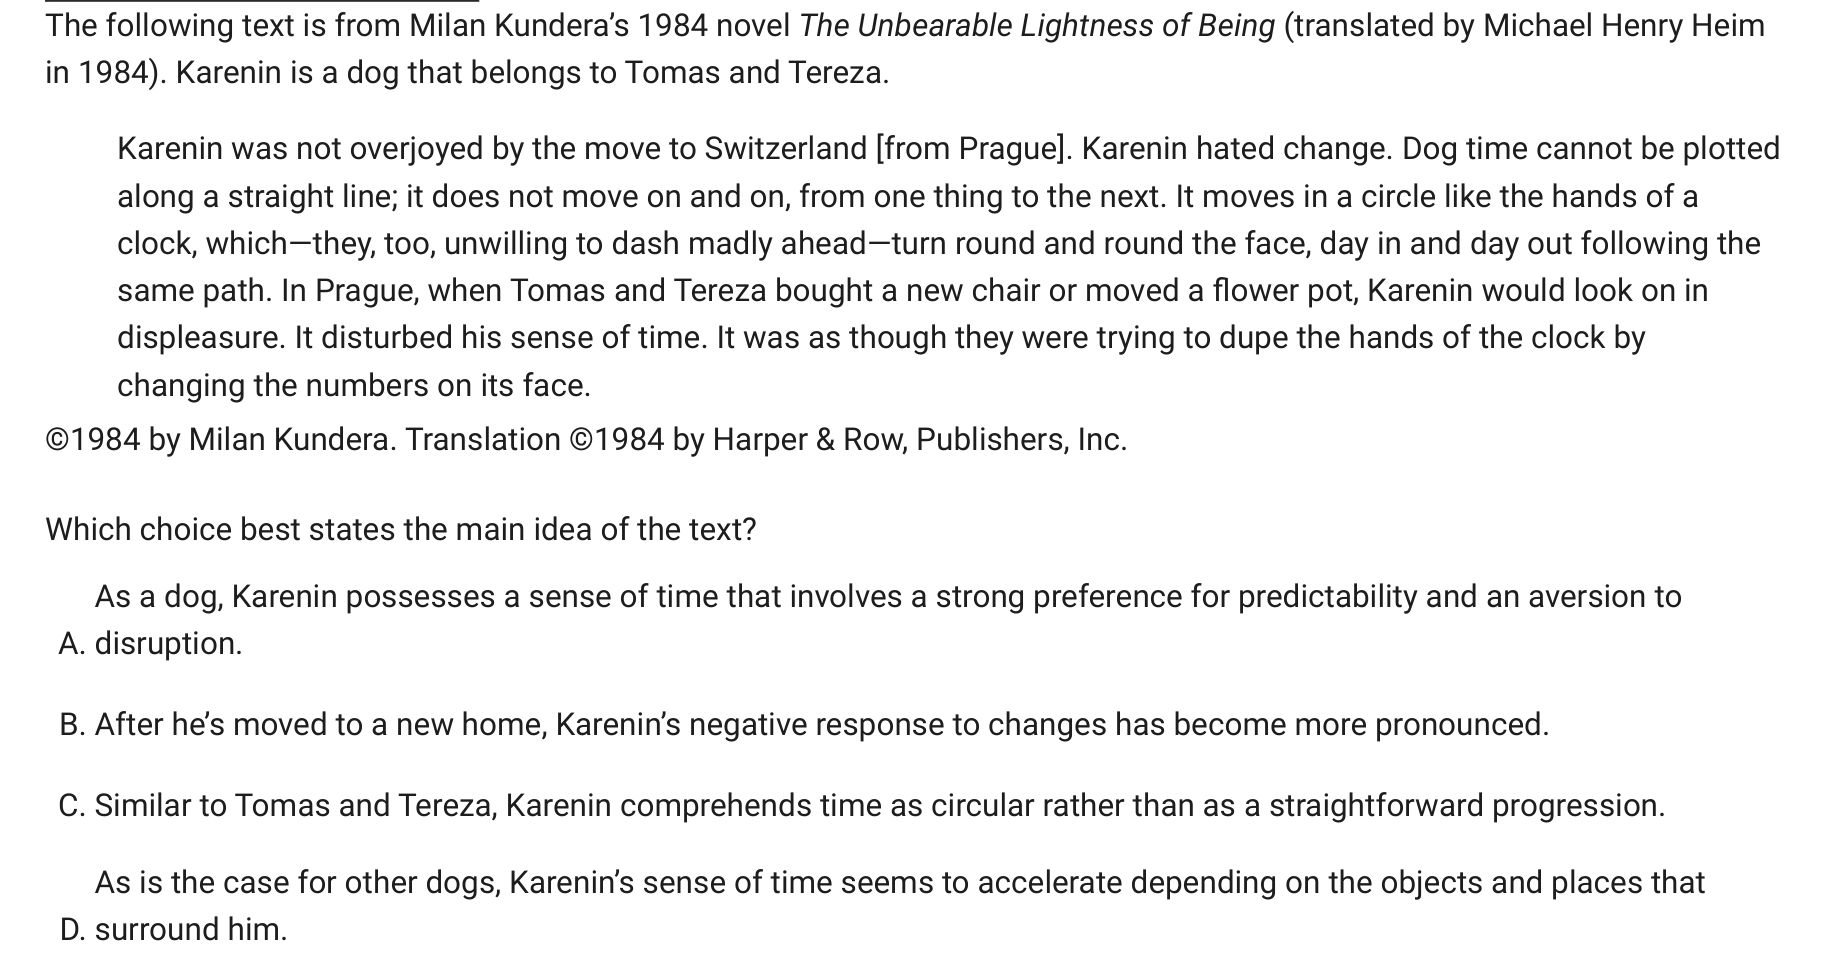 The following text is from Milan Kundera’s 1984 novel The Unbearable Lightness of Being (translated by Michael Henry Heim
in 1984). Karenin is a dog that belongs to Tomas and Tereza.
Karenin was not overjoyed by the move to Switzerland [from Prague]. Karenin hated change. Dog time cannot be plotted
along a straight line; it does not move on and on, from one thing to the next. It moves in a circle like the hands of a
clock, which—they, too, unwilling to dash madly ahead—turn round and round the face, day in and day out following the
same path. In Prague, when Tomas and Tereza bought a new chair or moved a flower pot, Karenin would look on in
displeasure. It disturbed his sense of time. It was as though they were trying to dupe the hands of the clock by
changing the numbers on its face.
©1984 by Milan Kundera. Translation ©1984 by Harper & Row, Publishers, Inc.
Which choice best states the main idea of the text?
As a dog, Karenin possesses a sense of time that involves a strong preference for predictability and an aversion to
A. disruption.
B. After he’s moved to a new home, Karenin’s negative response to changes has become more pronounced.
C. Similar to Tomas and Tereza, Karenin comprehends time as circular rather than as a straightforward progression.
As is the case for other dogs, Karenin’s sense of time seems to accelerate depending on the objects and places that
D. surround him.